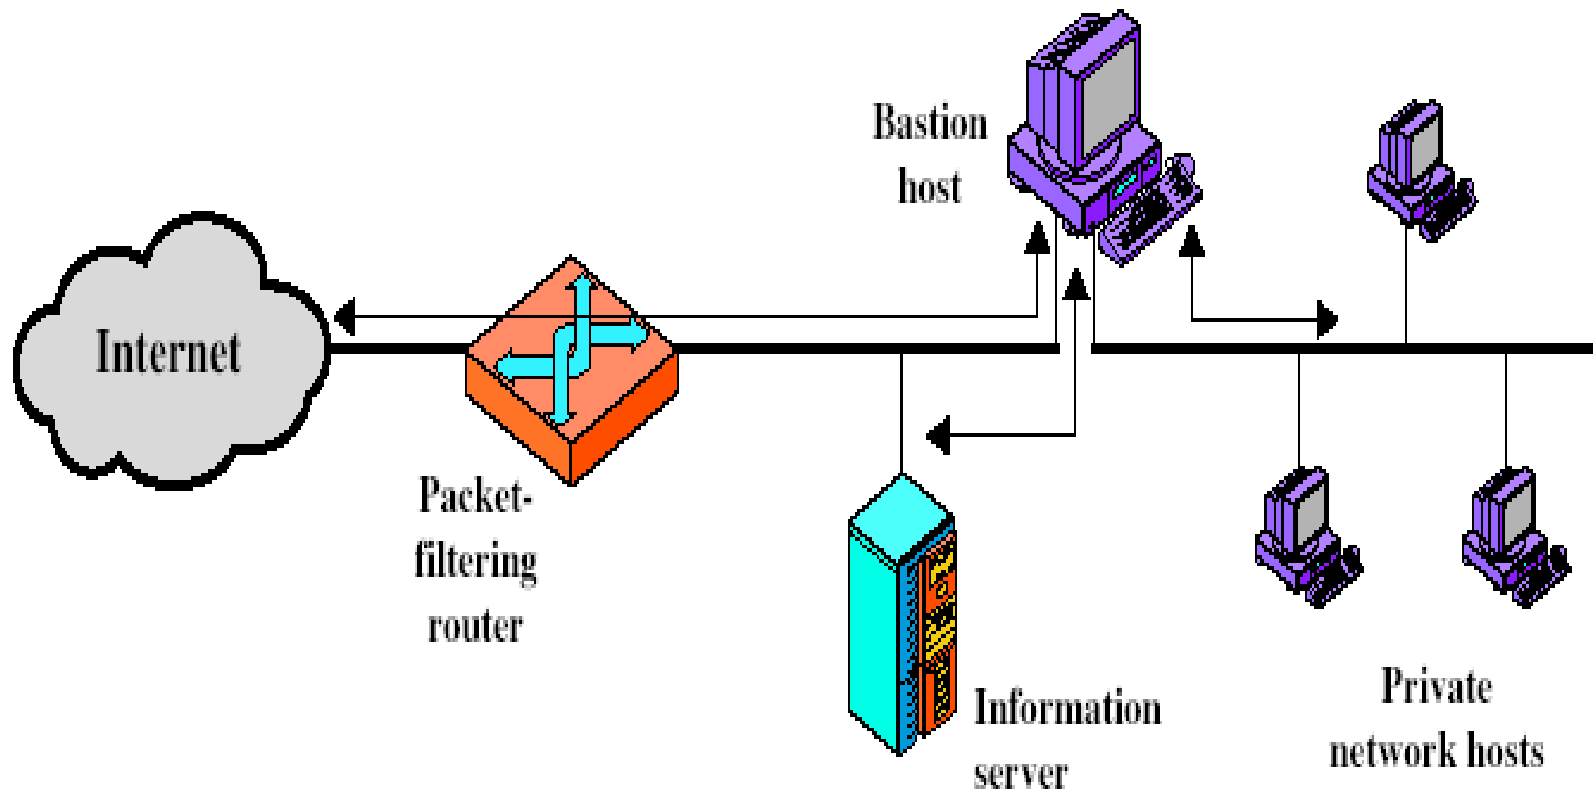 Bastion
host
Internet
Packet-
filtering
router
Information
server
Private
network hosts